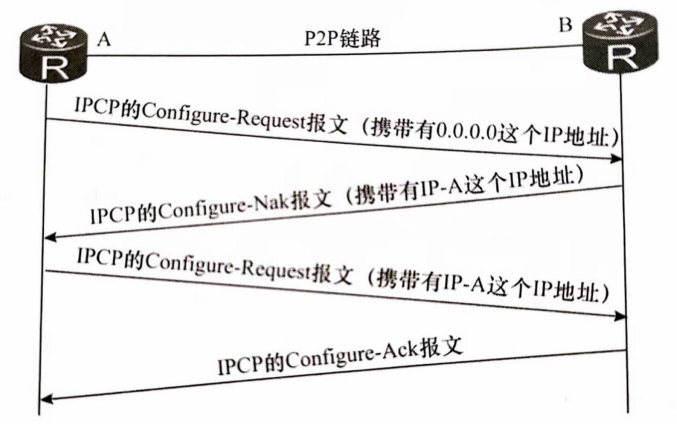 A
P2P链路
B
R
R
IPCP的Configure-Request报文（携带有0.0.0.0这个IP地址）
IPCP的Configure-Nak报文（携带有IP-A这个IP地址）
IPCP的Configure-Request报文（携带有IP-A这个IP地址）
IPCP的Configure-Ack报文